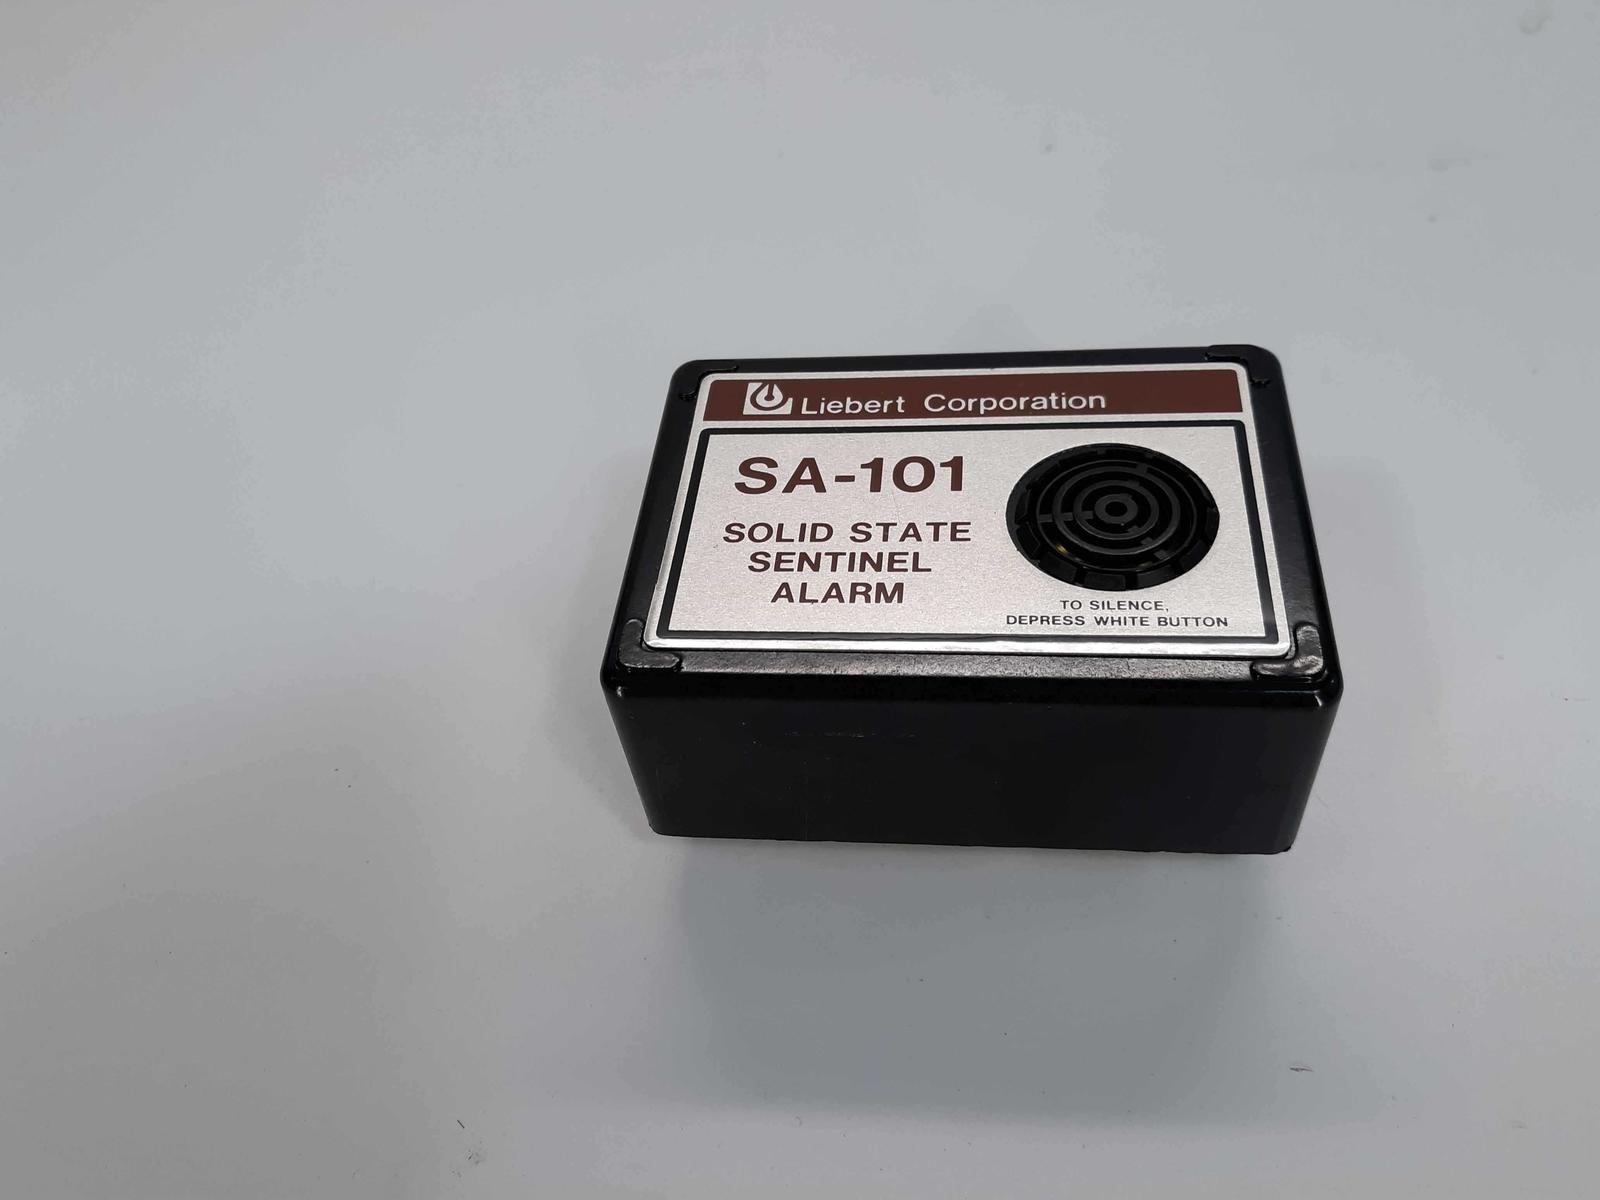 Liebert Corporation
SA-101
SOLID STATE
SENTINEL
ALARM
TO SILENCE,
DEPRESS WHITE BUTTON